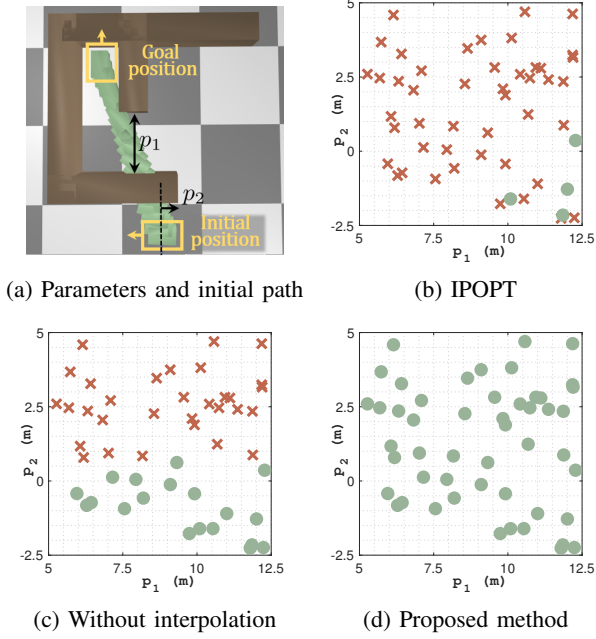 Goal
position
p₁
p₂
Initial
position
(a) Parameters and initial path
5
2.5
0
-2.5
5
7.5
10
12.5
p₂ (m)
p₁ (m)
(b) IPOPT
5
2.5
0
-2.5
5
7.5
10
12.5
p₂ (m)
p₁ (m)
(c) Without interpolation
5
2.5
0
-2.5
5
7.5
10
12.5
p₂ (m)
p₁ (m)
(d) Proposed method